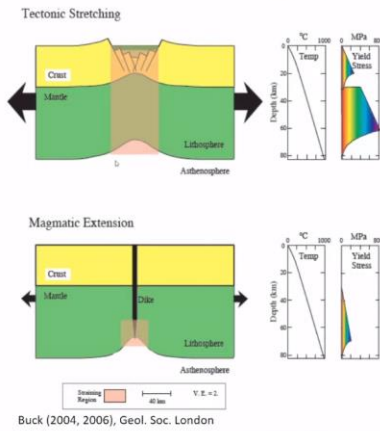 Tectonic Stretching
°C
MPa
0 1000
0 800
Temp
Yield
Stress
Crust
Mantle
Lithosphere
Asthenosphere
Depth (km)
0
20
40
60
80
Magmatic Extension
°C
MPa
0 1000
0 800
Temp
Yield
Stress
Crust
Mantle
Dike
Lithosphere
Asthenosphere
Depth (km)
0
20
40
60
80
Straining
Region
40 km
V. E. = 2
Buck (2004, 2006), Geol. Soc. London